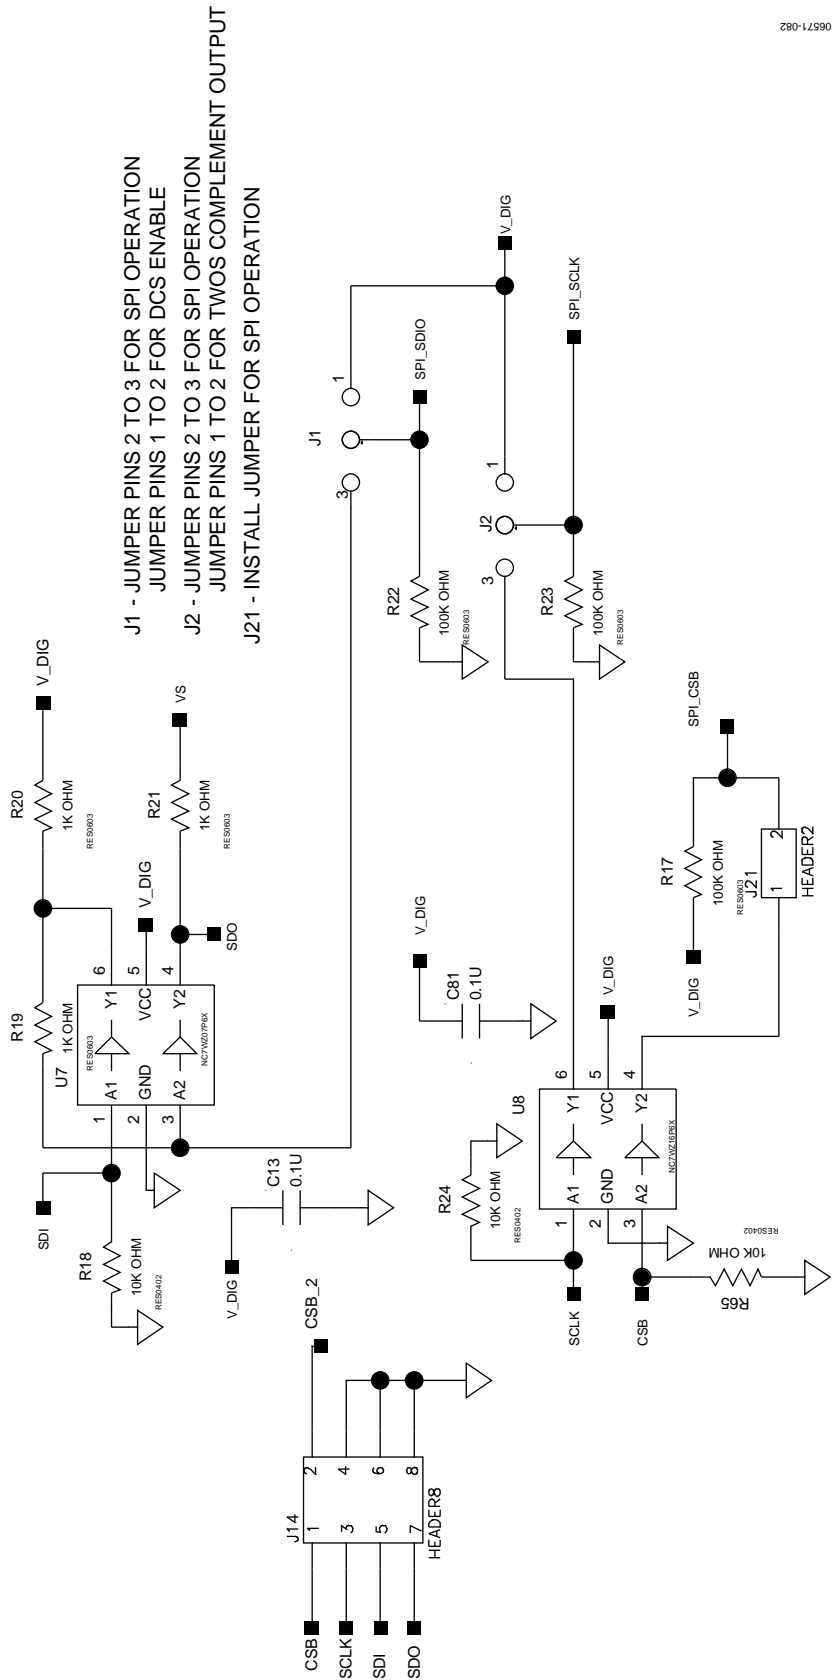 06571-082
J1 - JUMPER PINS 2 TO 3 FOR SPI OPERATION
JUMPER PINS 1 TO 2 FOR DCS ENABLE
J2 - JUMPER PINS 2 TO 3 FOR SPI OPERATION
JUMPER PINS 1 TO 2 FOR TWOS COMPLEMENT OUTPUT
J21 - INSTALL JUMPER FOR SPI OPERATION
R20
1K OHM
RES0603
V_DIG
R21
1K OHM
RES0603
VS
R19
1K OHM
RES0603
U7
1
A1
Y1
6
2
GND
VCC
5
V_DIG
3
A2
Y2
4
NC7WZ07P6X
SDO
SDI
R18
10K OHM
RES0402
V_DIG
C13
0.1U
J1
1
3
SPI_SDIO
R22
100K OHM
RES0603
V_DIG
J2
1
3
SPI_SCLK
R23
100K OHM
RES0603
V_DIG
C81
0.1U
R24
10K OHM
RES0402
U8
1
A1
Y1
6
2
GND
VCC
5
V_DIG
3
A2
Y2
4
NC7WZ16P6X
SCLK
CSB
R65
10K OHM
RES0402
V_DIG
R17
100K OHM
RES0603
SPI_CSB
J21
1
2
HEADER2
J14
CSB
1
2
CSB_2
SCLK
3
4
SDI
5
6
SDO
7
8
HEADER8